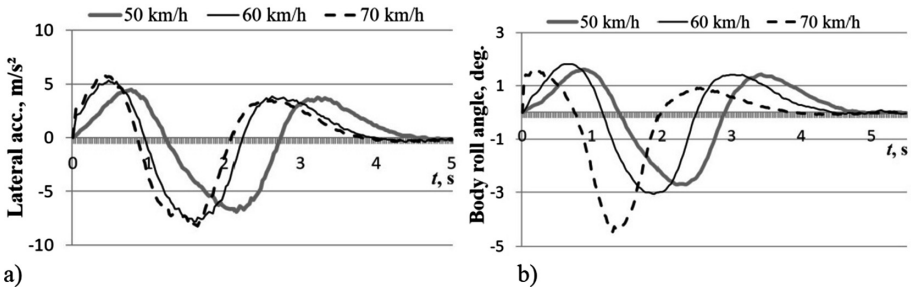 50 km/h 60 km/h 70 km/h
Lateral acc., m/s²
10
5
0
-5
-10
0 1 2 3 4 5
t, s
a)
50 km/h 60 km/h 70 km/h
Body roll angle, deg.
3
1
-1
-3
-5
0 1 2 3 4 5
t, s
b)